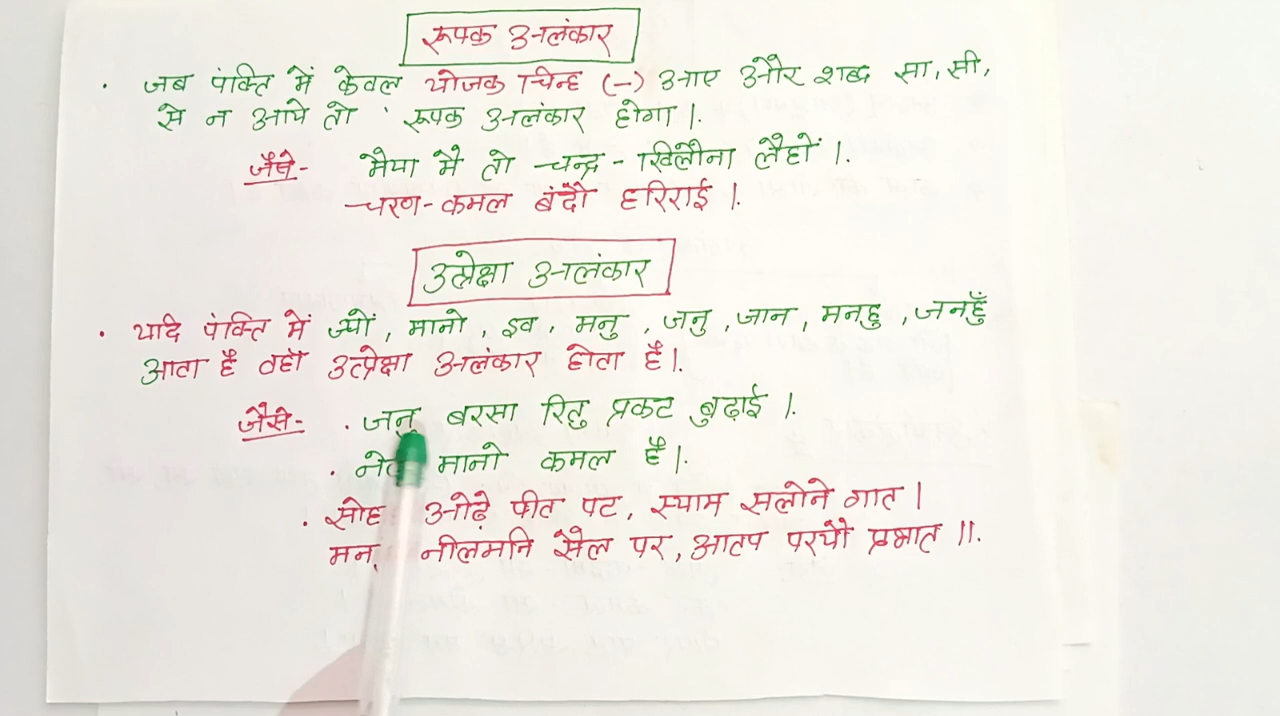 रूपक अलंकार
. जब पंक्ति में केवल योजक चिन्ह (-) आए और शब्द सा, सी,
से न आये तो रूपक अलंकार होगा।.
जैसे- मैया मै तो चन्द्र - खिलौना लैहों।.
चरण-कमल बंदौं हरिराई।.
उत्प्रेक्षा अलंकार
. यदि पंक्ति में ज्यों, मानो, इव, मनु, जनु, जान, मनहु, जनहुँ
आता है वहाँ उत्प्रेक्षा अलंकार होता है।.
जैसे- . जनु बरसा रितु प्रकट बुढ़ाई।.
. मानो कमल है।.
. ओढे पीत पट, स्याम सलोने गात।
नीलंमनि सैल पर, आतप परयौ प्रभात ।।.